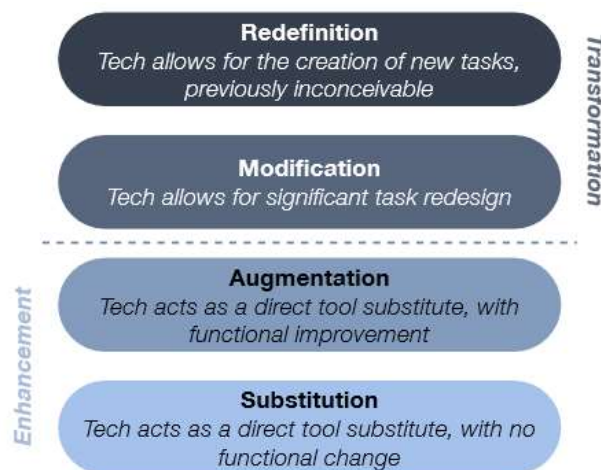 Redefinition
Tech allows for the creation of new tasks,
previously inconceivable
Transformation
Modification
Tech allows for significant task redesign
Augmentation
Tech acts as a direct tool substitute, with
functional improvement
Enhancement
Substitution
Tech acts as a direct tool substitute, with no
functional change